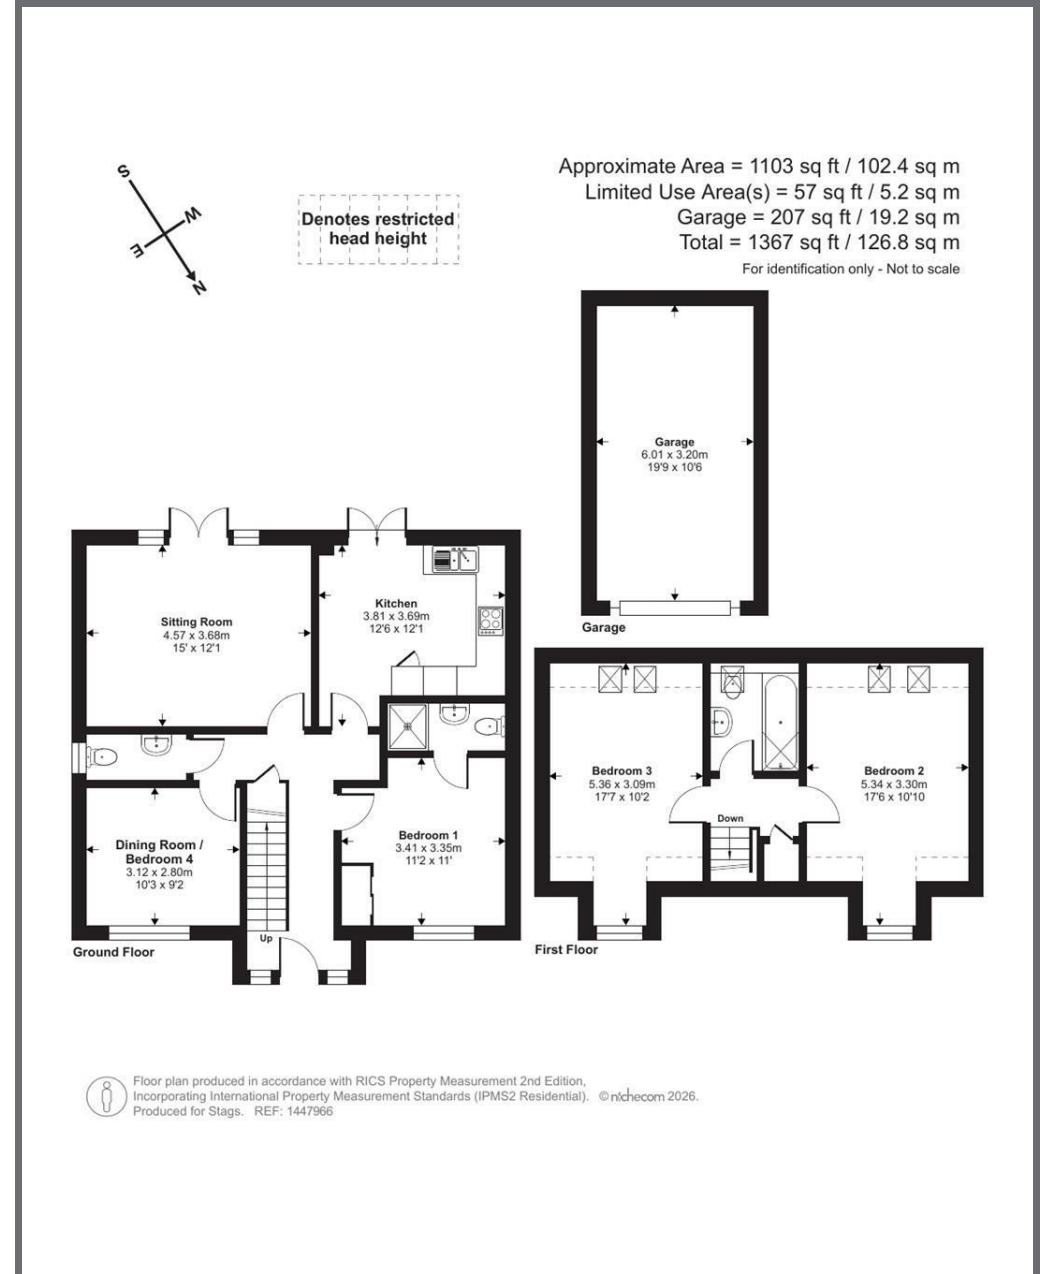 S
W
E
N
Denotes restricted
head height
Approximate Area = 1103 sq ft / 102.4 sq m
Limited Use Area(s) = 57 sq ft / 5.2 sq m
Garage = 207 sq ft / 19.2 sq m
Total = 1367 sq ft / 126.8 sq m
For identification only - Not to scale
Garage
6.01 x 3.20m
19'9 x 10'6
Garage
Sitting Room
4.57 x 3.68m
15' x 12'1
Kitchen
3.81 x 3.69m
12'6 x 12'1
Dining Room /
Bedroom 4
3.12 x 2.80m
10'3 x 9'2
Bedroom 1
3.41 x 3.35m
11'2 x 11'
Up
Ground Floor
Bedroom 3
5.36 x 3.09m
17'7 x 10'2
Bedroom 2
5.34 x 3.30m
17'6 x 10'10
Down
First Floor
Floor plan produced in accordance with RICS Property Measurement 2nd Edition,
Incorporating International Property Measurement Standards (IPMS2 Residential). © nichecom 2026.
Produced for Stags. REF: 1447966